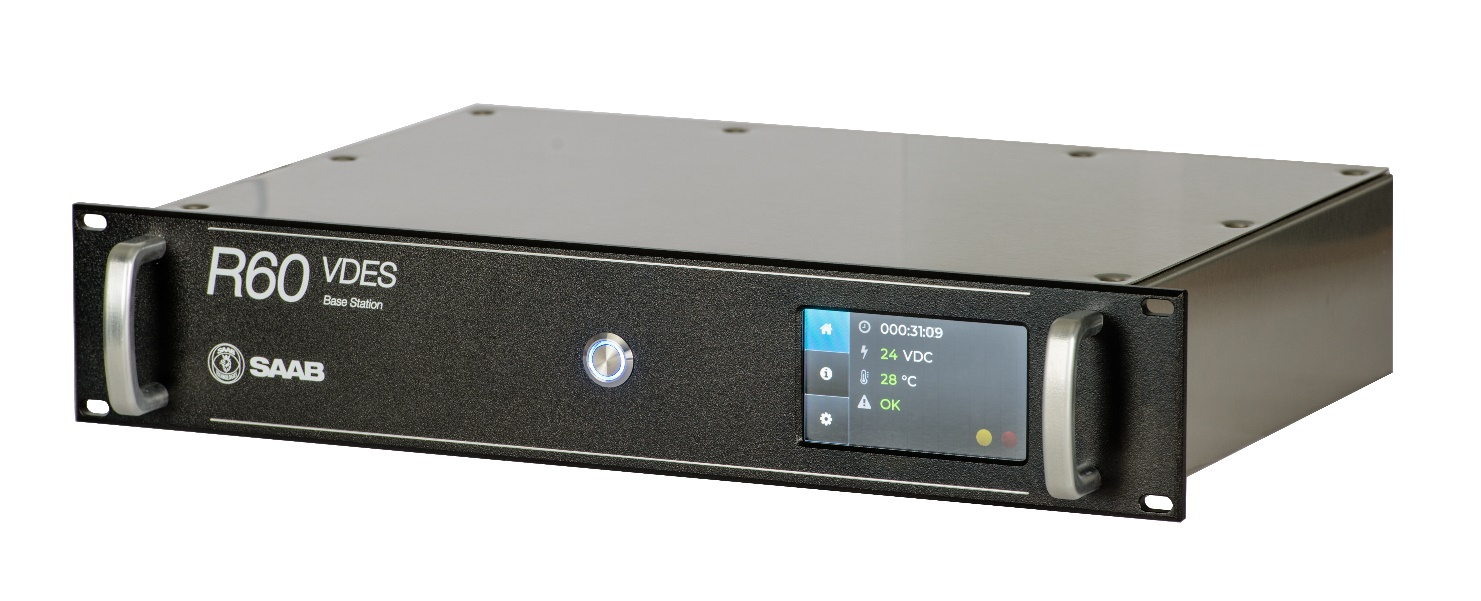 R60 VDES
Base Station
SAAB
000:31:09
24 VDC
28 °C
OK